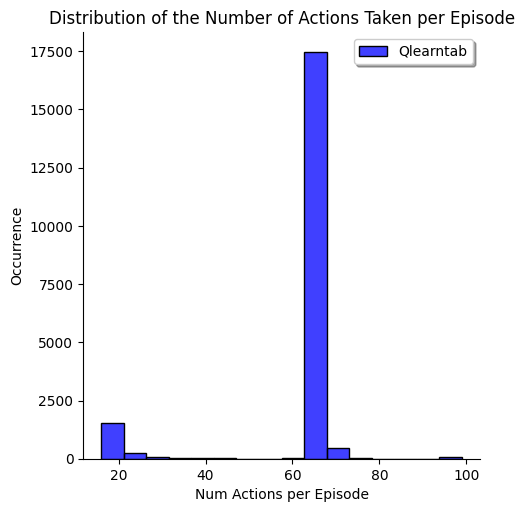 Distribution of the Number of Actions Taken per Episode
Qlearntab
17500
15000
12500
10000
7500
5000
2500
0
Occurrence
20 40 60 80 100
Num Actions per Episode